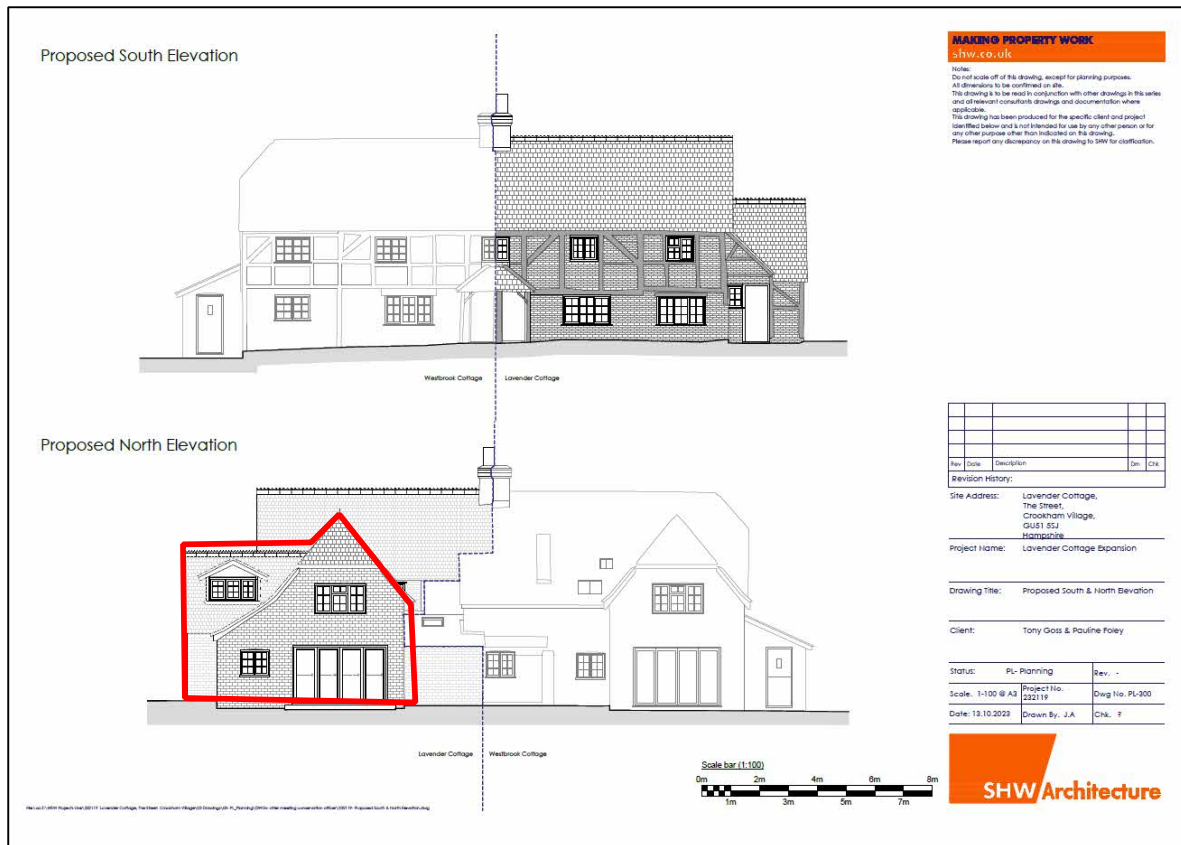 Proposed South Elevation
MAKING PROPERTY WORK
shw.co.uk
Notes:
Do not scale off of this drawing, except for planning purposes.
All dimensions to be confirmed on site.
This drawing is to be read in conjunction with other drawings in this series
and all relevant consultants drawings and documentation where
applicable.
This drawing has been produced for the specific client and project
identified below and is not intended for use by any other person or for
any other purpose other than indicated on this drawing.
Please report any discrepancy on this drawing to SHW for clarification.
Westbrook Cottage Lavender Cottage
Proposed North Elevation
Rev Date Description Drn Chk
Revision History:
Site Address: Lavender Cottage,
The Street,
Crookham Village,
GU51 5SJ
Hampshire
Project Name: Lavender Cottage Expansion
Drawing Title: Proposed South & North Elevation
Client: Tony Goss & Pauline Foley
Status: PL- Planning Rev. -
Scale. 1-100 @ A3 Project No. 232119 Dwg No. PL-300
Date: 13.10.2023 Drawn By. J.A Chk. ?
Lavender Cottage Westbrook Cottage
Scale bar (1:100)
0m 2m 4m 6m 8m
1m 3m 5m 7m
SHW Architecture